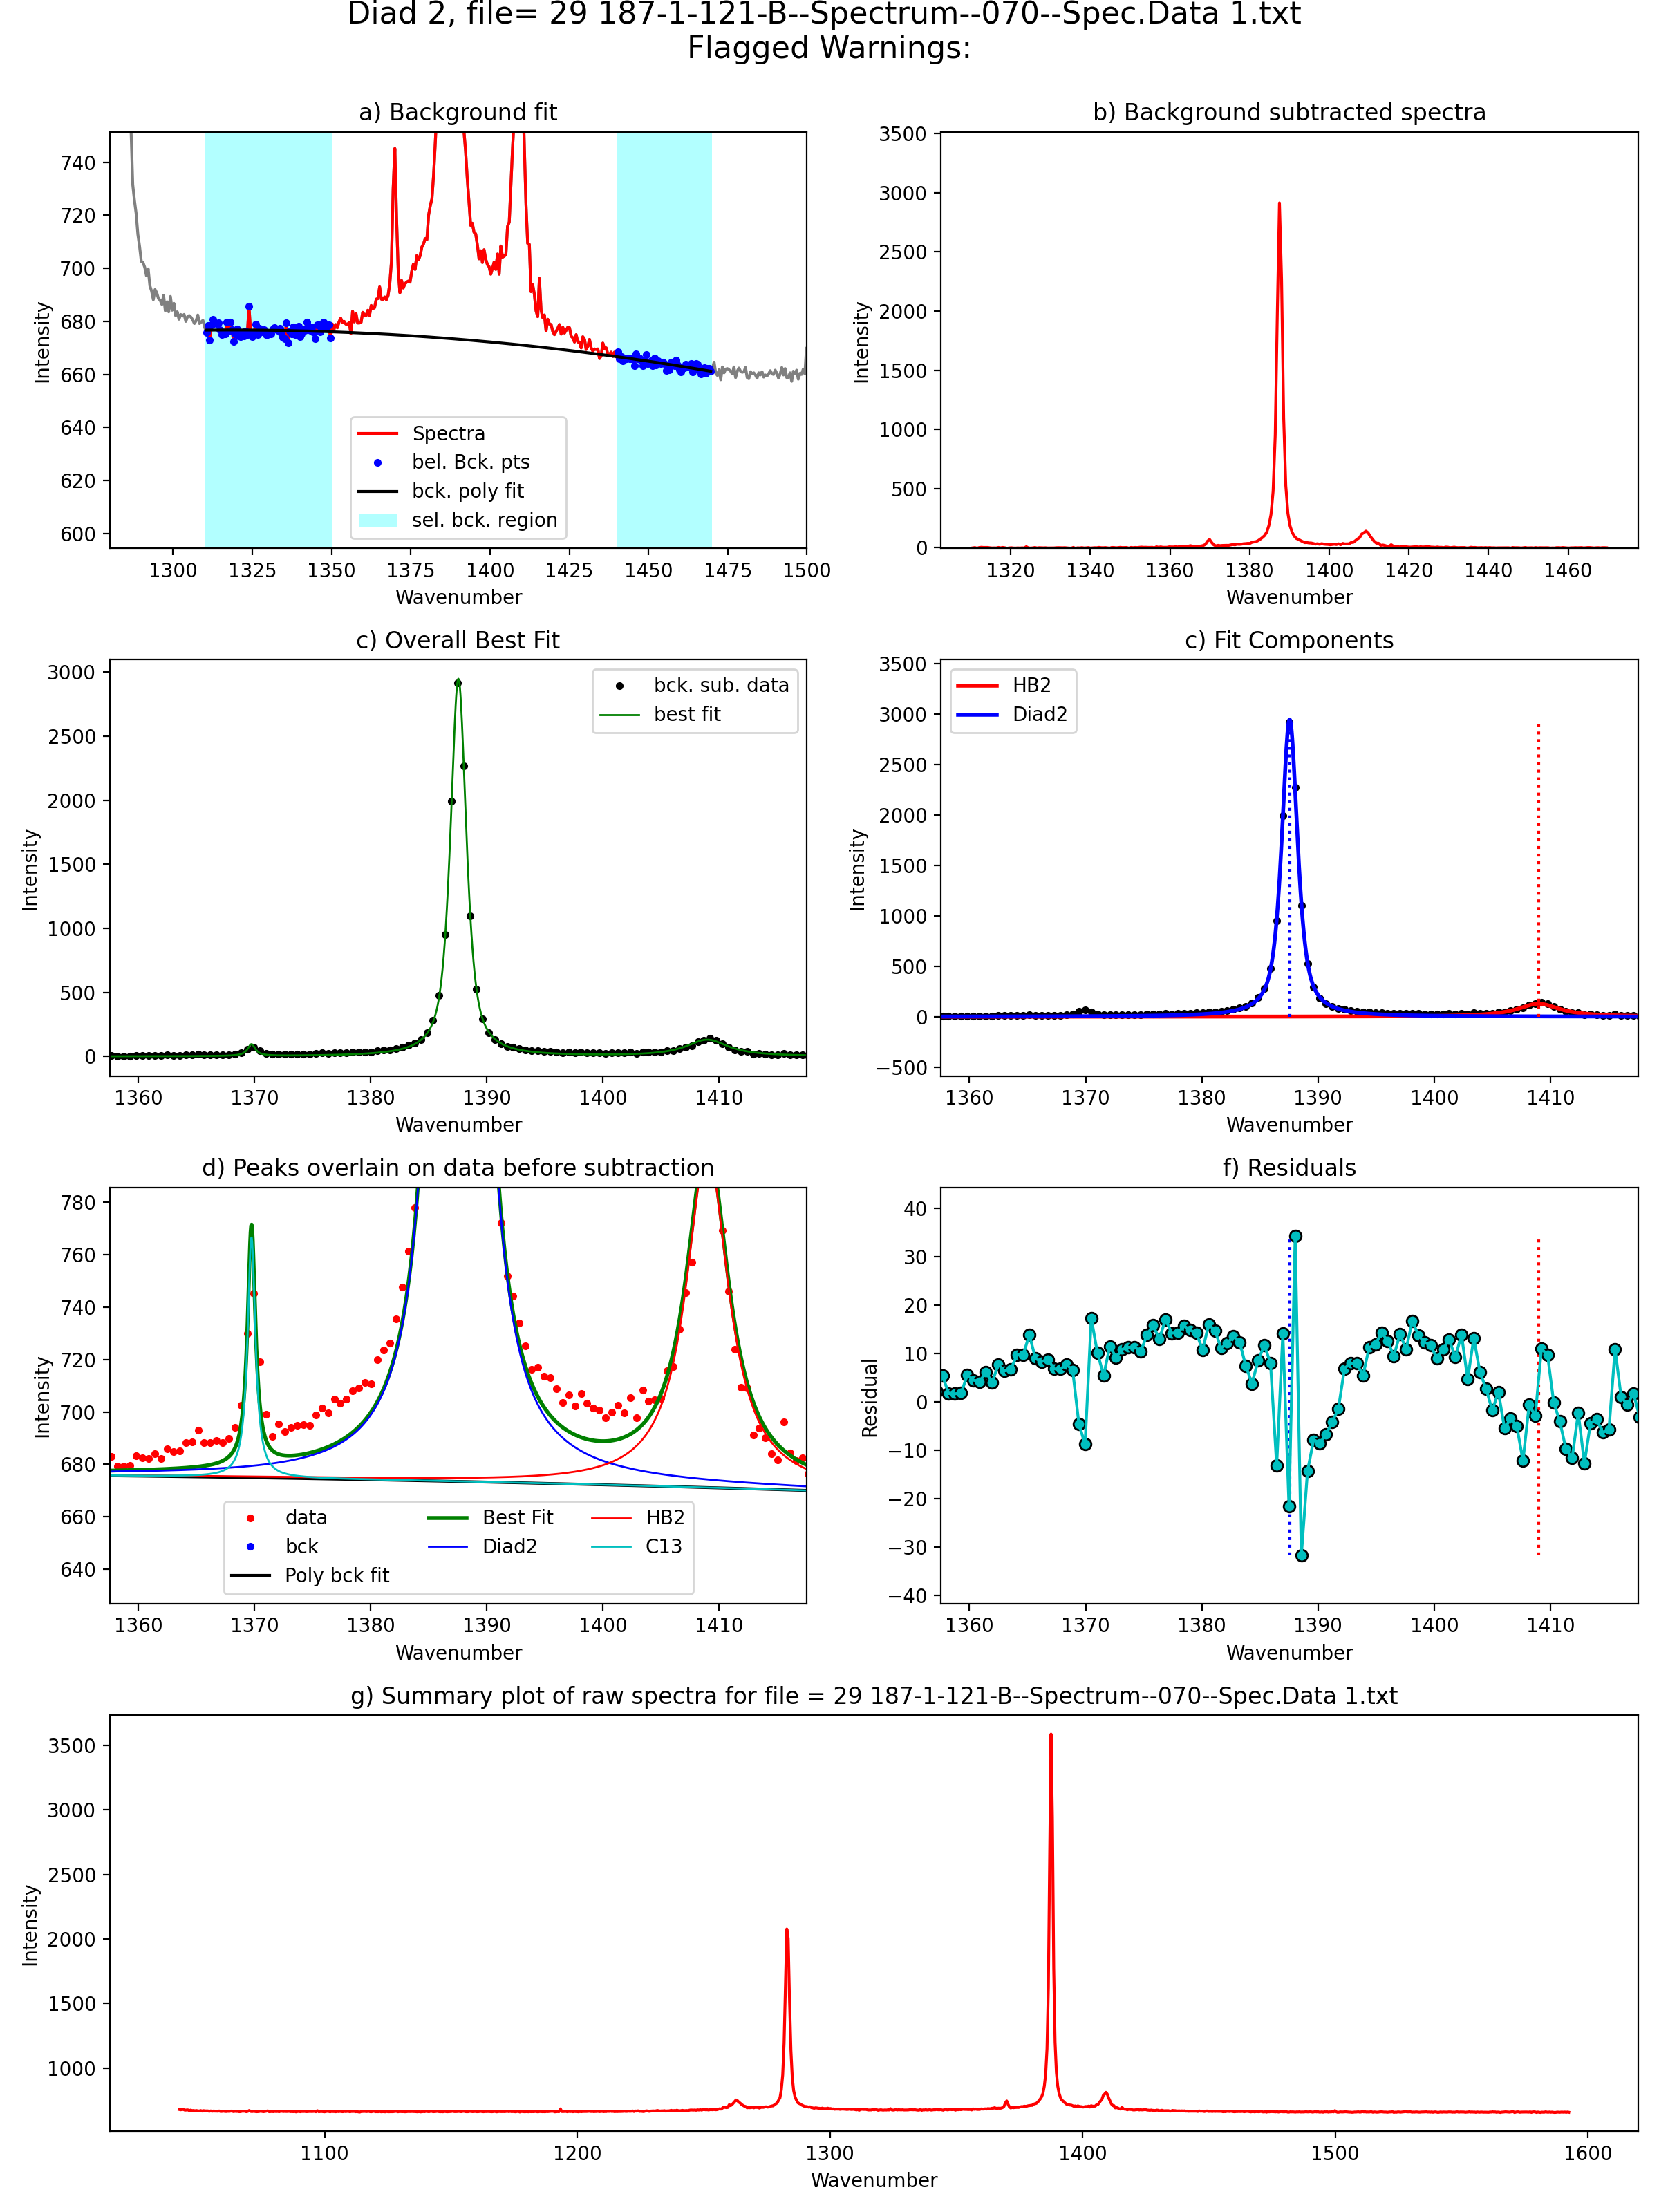 Diad 2, file= 29 187-1-121-B--Spectrum--070--Spec.Data 1.txt
Flagged Warnings:
a) Background fit
740
720
700
680
660
640
620
600
Intensity
Spectra
bel. Bck. pts
bck. poly fit
sel. bck. region
1300 1325 1350 1375 1400 1425 1450 1475 1500
Wavenumber
b) Background subtracted spectra
3500
3000
2500
2000
1500
1000
500
0
Intensity
1320 1340 1360 1380 1400 1420 1440 1460
Wavenumber
c) Overall Best Fit
3000
2500
2000
1500
1000
500
0
Intensity
bck. sub. data
best fit
1360 1370 1380 1390 1400 1410
Wavenumber
c) Fit Components
3500
3000
2500
2000
1500
1000
500
0
−500
Intensity
HB2
Diad2
1360 1370 1380 1390 1400 1410
Wavenumber
d) Peaks overlain on data before subtraction
780
760
740
720
700
680
660
640
Intensity
data Best Fit HB2
bck Diad2 C13
Poly bck fit
1360 1370 1380 1390 1400 1410
Wavenumber
f) Residuals
40
30
20
10
0
−10
−20
−30
−40
Residual
1360 1370 1380 1390 1400 1410
Wavenumber
g) Summary plot of raw spectra for file = 29 187-1-121-B--Spectrum--070--Spec.Data 1.txt
3500
3000
2500
2000
1500
1000
Intensity
1100 1200 1300 1400 1500 1600
Wavenumber